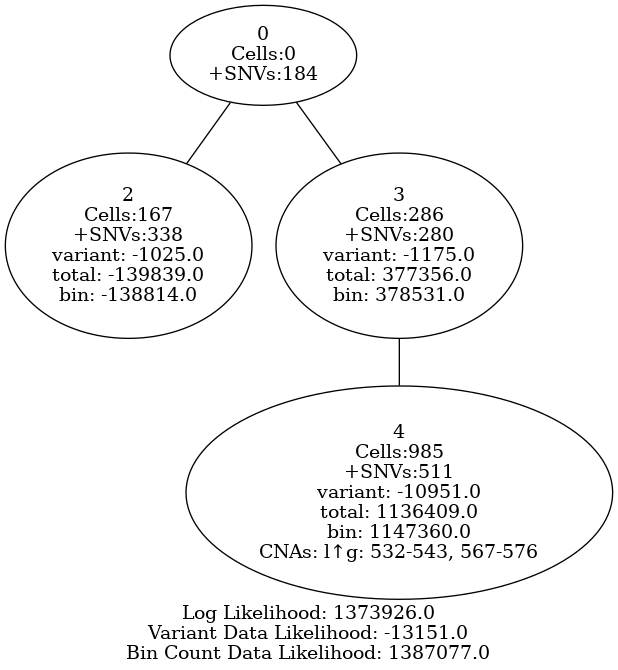 0
Cells:0
+SNVs:184
2
Cells:167
+SNVs:338
variant: -1025.0
total: -139839.0
bin: -138814.0
3
Cells:286
+SNVs:280
variant: -1175.0
total: 377356.0
bin: 378531.0
4
Cells:985
+SNVs:511
variant: -10951.0
total: 1136409.0
bin: 1147360.0
CNAs: l↑g: 532-543, 567-576
Log Likelihood: 1373926.0
Variant Data Likelihood: -13151.0
Bin Count Data Likelihood: 1387077.0